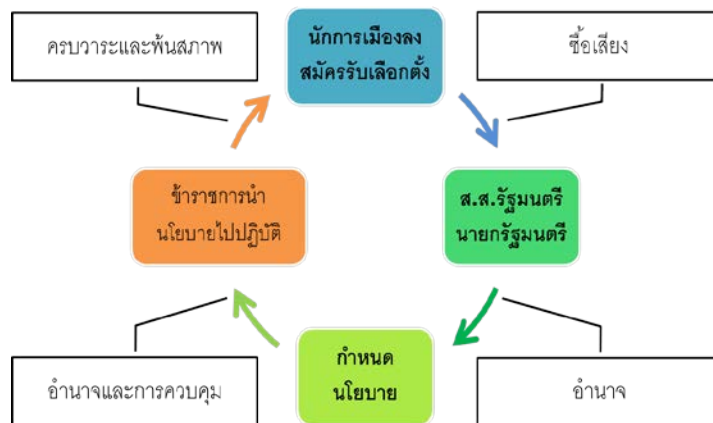 ครบวาระและพ้นสภาพ
นักการเมืองลง
สมัครรับเลือกตั้ง
ซื้อเสียง
ข้าราชการนำ
นโยบายไปปฏิบัติ
ส.ส.รัฐมนตรี
นายกรัฐมนตรี
อำนาจและการควบคุม
กำหนด
นโยบาย
อำนาจ